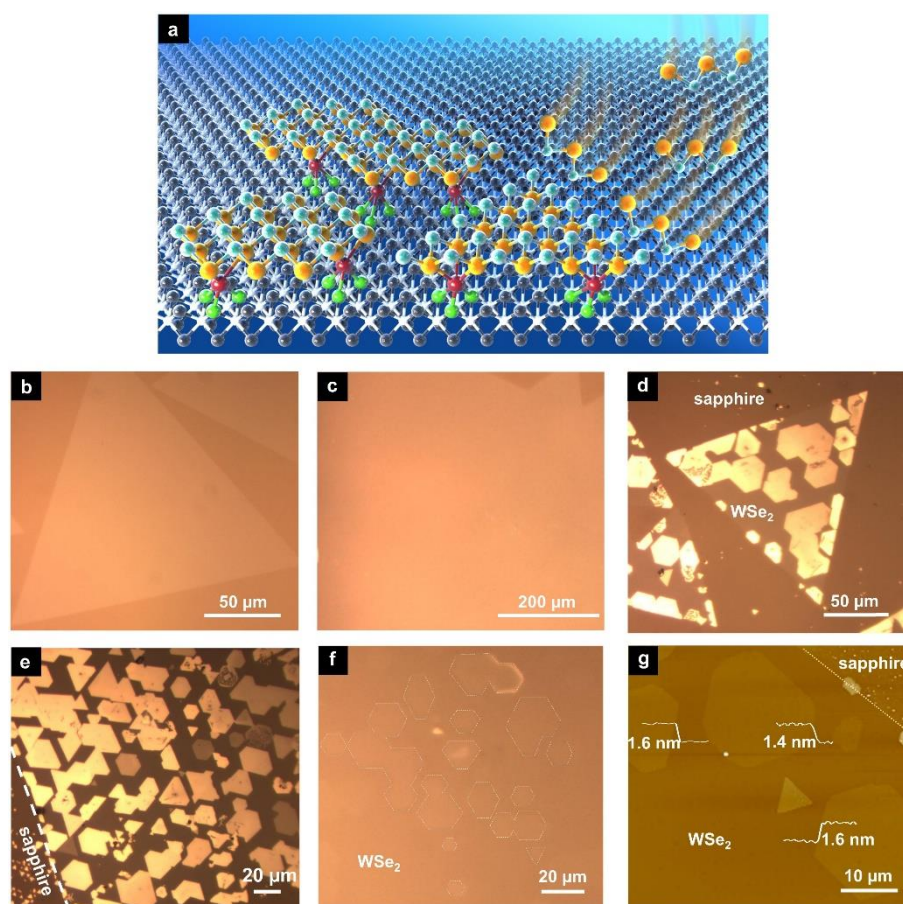 a
b
50 µm
c
200 µm
d
sapphire
WSe₂
50 µm
e
sapphire
20 µm
f
WSe₂
20 µm
g
sapphire
1.6 nm
1.4 nm
1.6 nm
WSe₂
10 µm